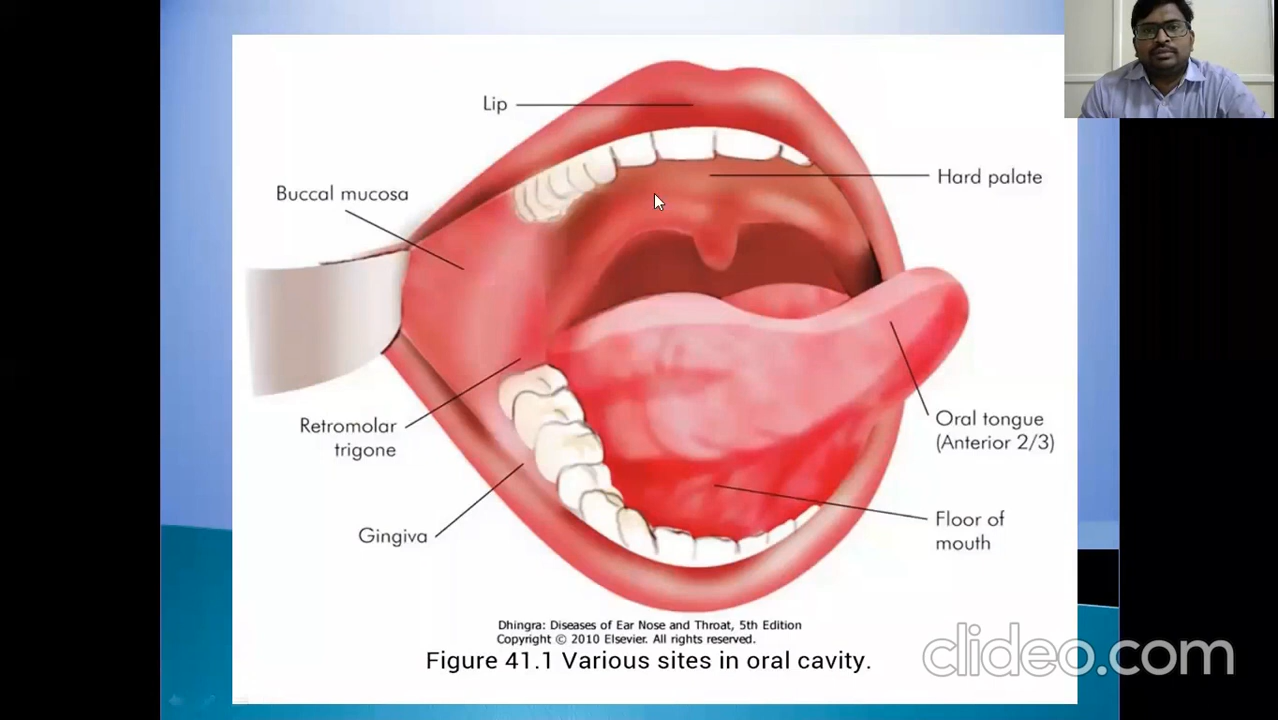 Lip
Hard palate
Buccal mucosa
Oral tongue
(Anterior 2/3)
Retromolar
trigone
Gingiva
Floor of
mouth
Dhingra: Diseases of Ear Nose and Throat, 5th Edition
Copyright © 2010 Elsevier. All rights reserved.
Figure 41.1 Various sites in oral cavity.
clideo.com